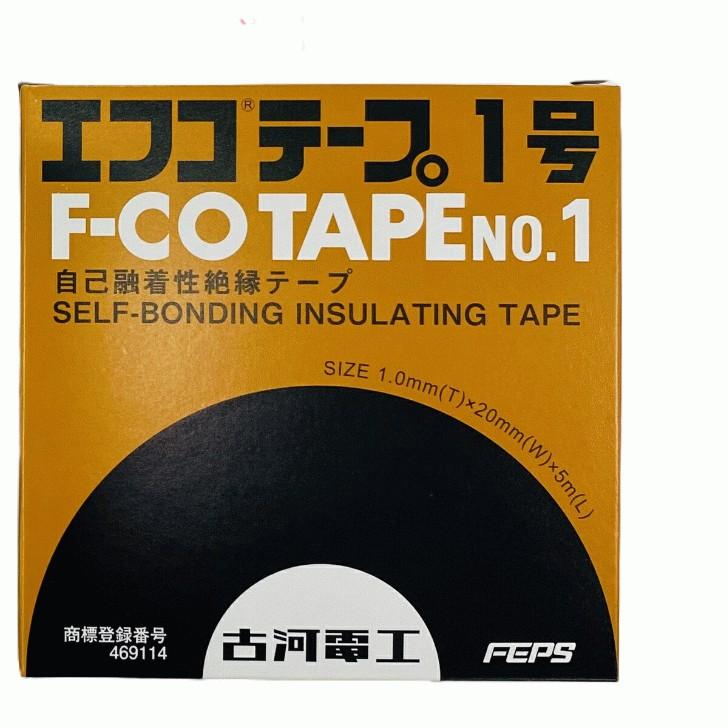 エフコ®テープ 1号
F-CO TAPE NO.1
自己融着性絶縁テープ
SELF-BONDING INSULATING TAPE
SIZE 1.0mm(T)×20mm(W)×5m(L)
商標登録番号
469114
古河電工
FEPS